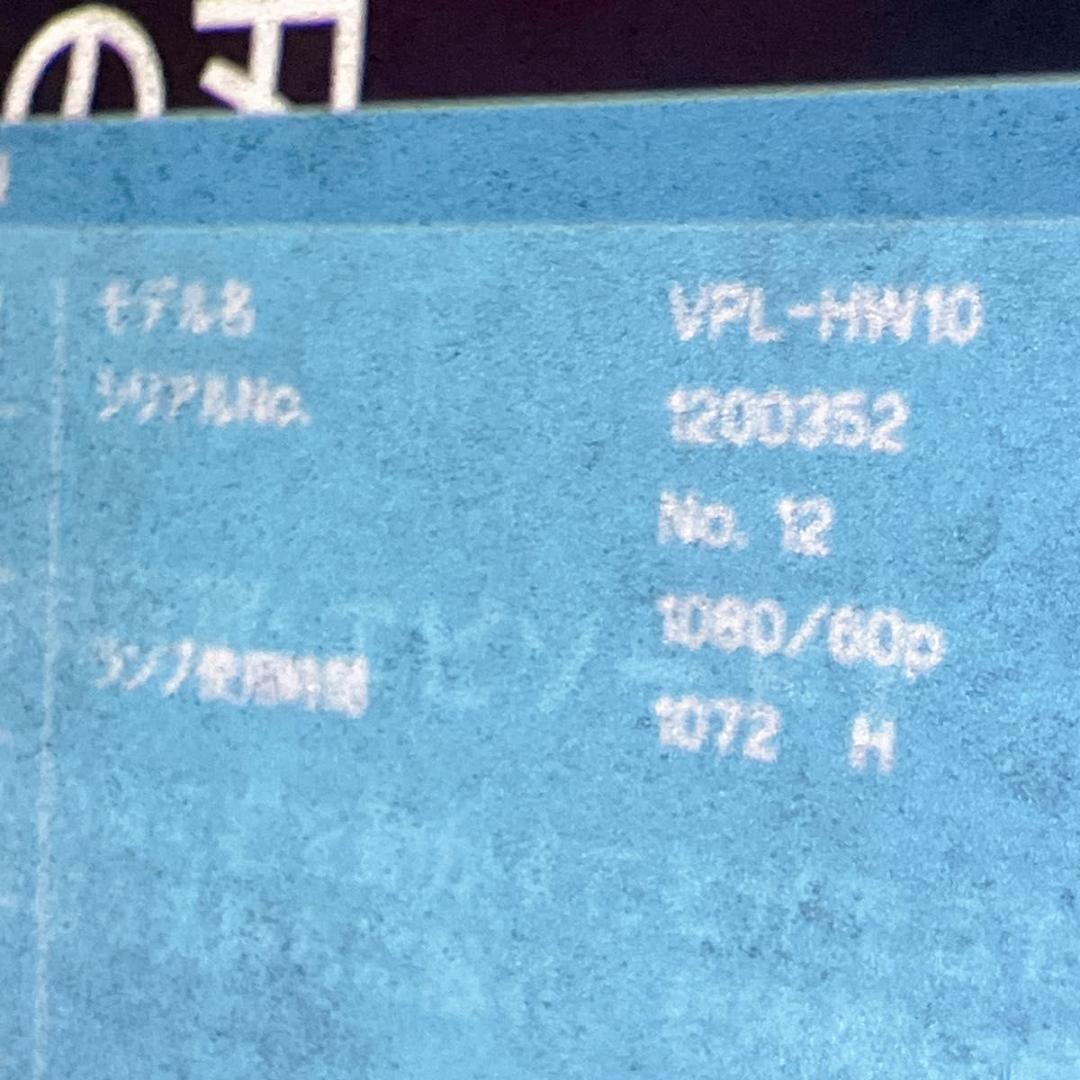 モデル名 VPL-HW10
シリアルNo. 1200352
No. 12
1080/60p
ランプ使用時間 1072 H